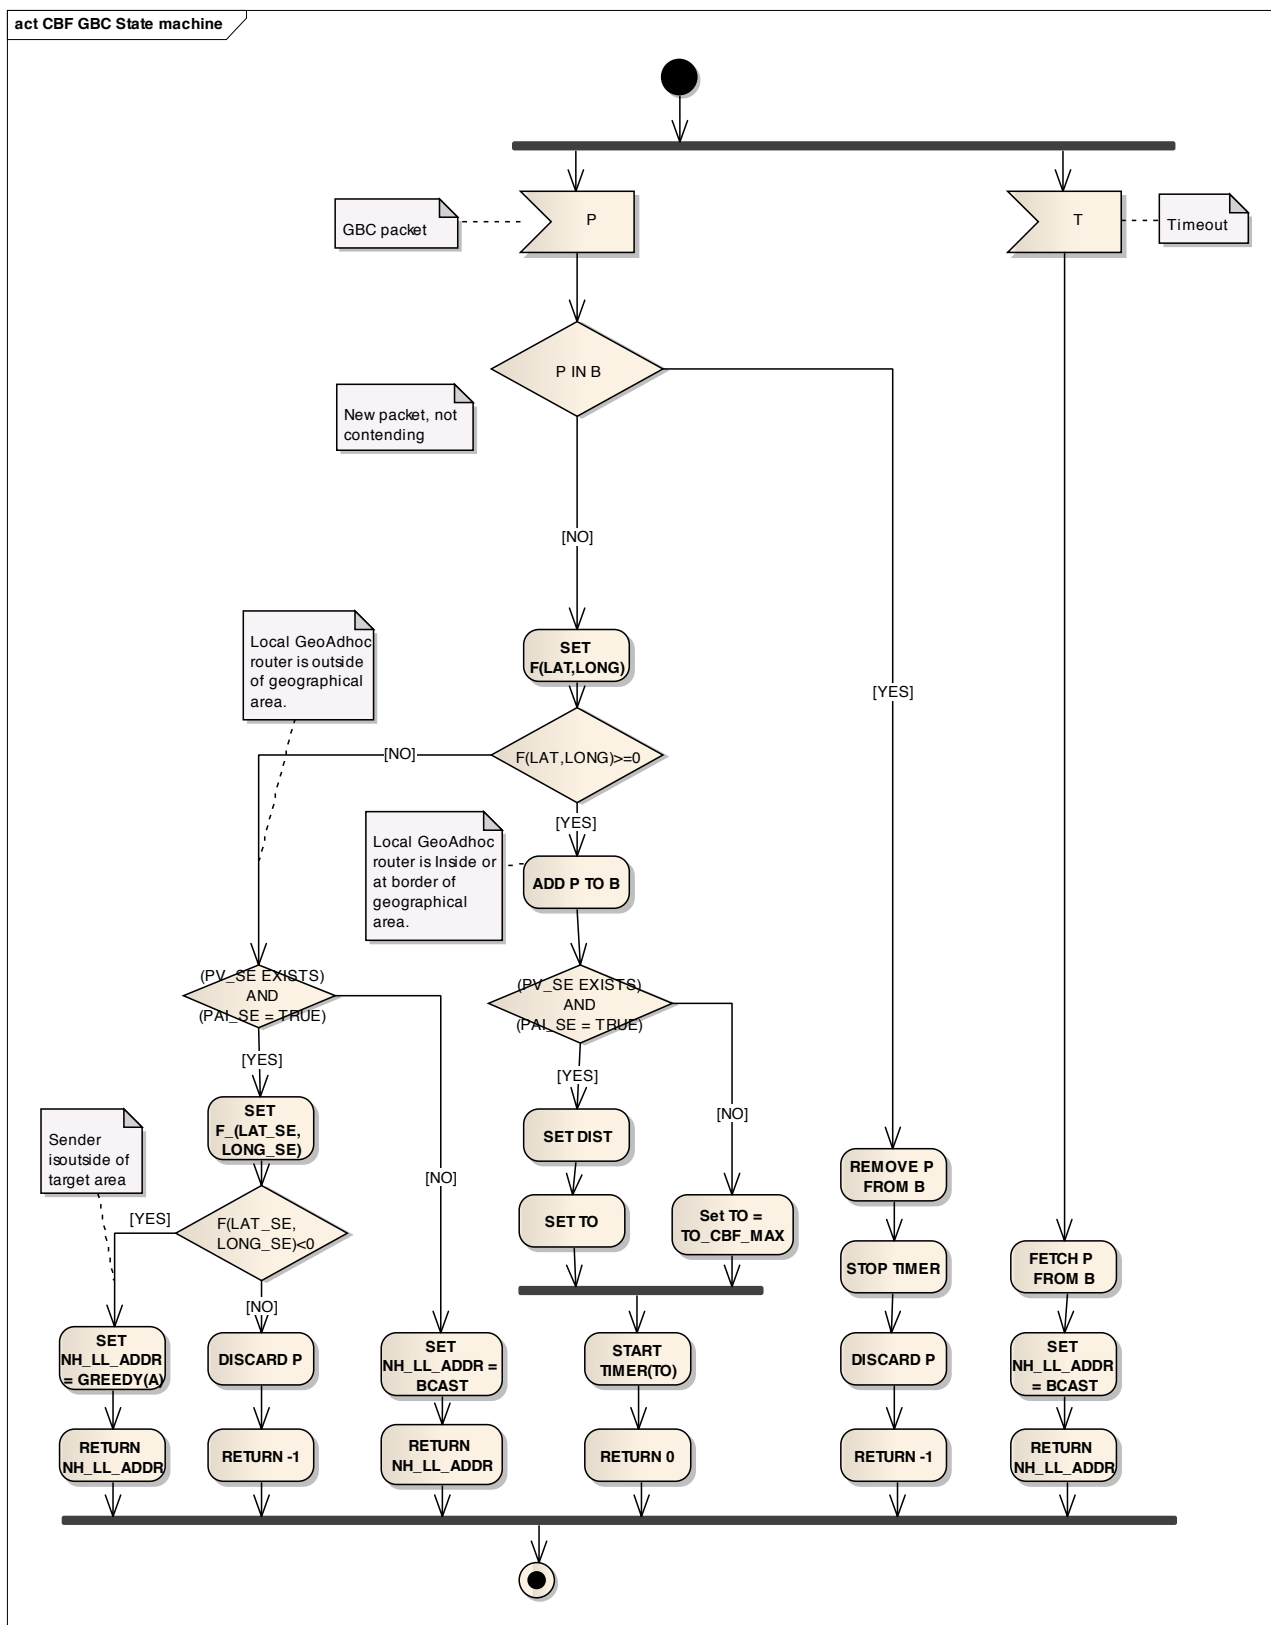 act CBF GBC State machine
P
GBC packet
T
Timeout
P IN B
New packet, not
contending
[NO]
SET
F(LAT,LONG)
Local GeoAdhoc
router is outside
of geographical
area.
[YES]
F(LAT,LONG)>=0
[NO]
[YES]
Local GeoAdhoc
router is Inside or
at border of
geographical
area.
ADD P TO B
(PV_SE EXISTS)
AND
(PAI_SE = TRUE)
(PV_SE EXISTS)
AND
(PAI_SE = TRUE)
[YES]
[YES]
[NO]
SET
F_(LAT_SE,
LONG_SE)
SET DIST
Sender
isoutside of
target area
[NO]
REMOVE P
FROM B
[YES]
F(LAT_SE,
LONG_SE)<0
SET TO
Set TO =
TO_CBF_MAX
STOP TIMER
FETCH P
FROM B
[NO]
SET
NH_LL_ADDR
= GREEDY(A)
DISCARD P
SET
NH_LL_ADDR =
BCAST
START
TIMER(TO)
DISCARD P
SET
NH_LL_ADDR
= BCAST
RETURN
NH_LL_ADDR
RETURN -1
RETURN
NH_LL_ADDR
RETURN 0
RETURN -1
RETURN
NH_LL_ADDR